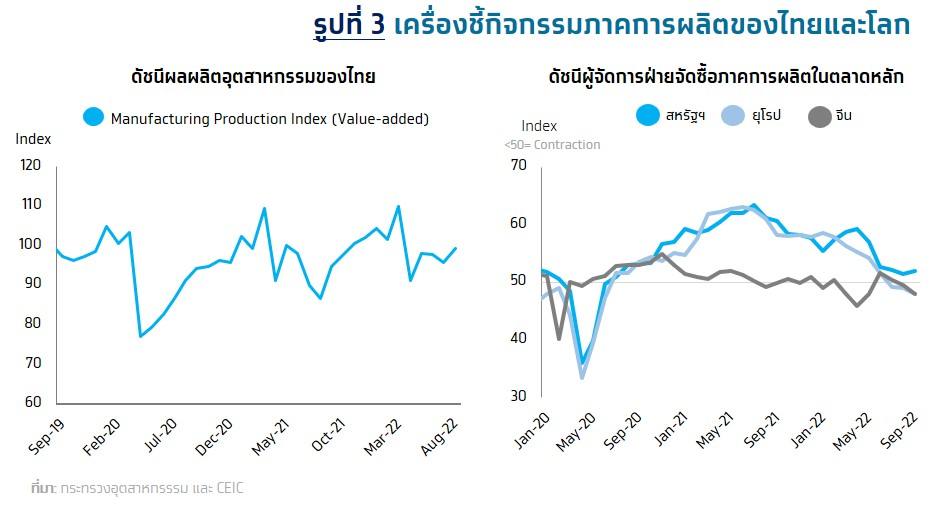 รูปที่ 3 เครื่องชี้กิจกรรมภาคการผลิตของไทยและโลก
ดัชนีผลผลิตอุตสาหกรรมของไทย
Manufacturing Production Index (Value-added)
Index
120
110
100
90
80
70
60
Sep-19
Feb-20
Jul-20
Dec-20
May-21
Oct-21
Mar-22
Aug-22
ดัชนีผู้จัดการฝ่ายจัดซื้อภาคการผลิตในตลาดหลัก
สหรัฐฯ
ยุโรป
จีน
Index
<50= Contraction
70
60
50
40
30
Jan-20
May-20
Sep-20
Jan-21
May-21
Sep-21
Jan-22
May-22
Sep-22
ที่มา: กระทรวงอุตสาหกรรรม และ CEIC